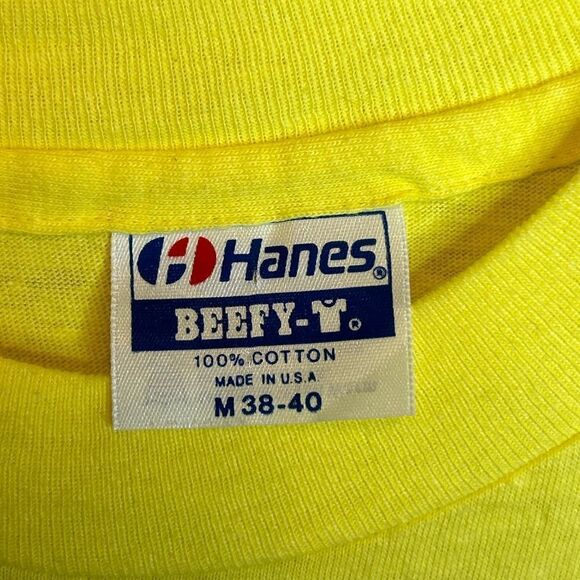 Hanes®
BEEFY-T®
100% COTTON
MADE IN U.S.A
M 38-40